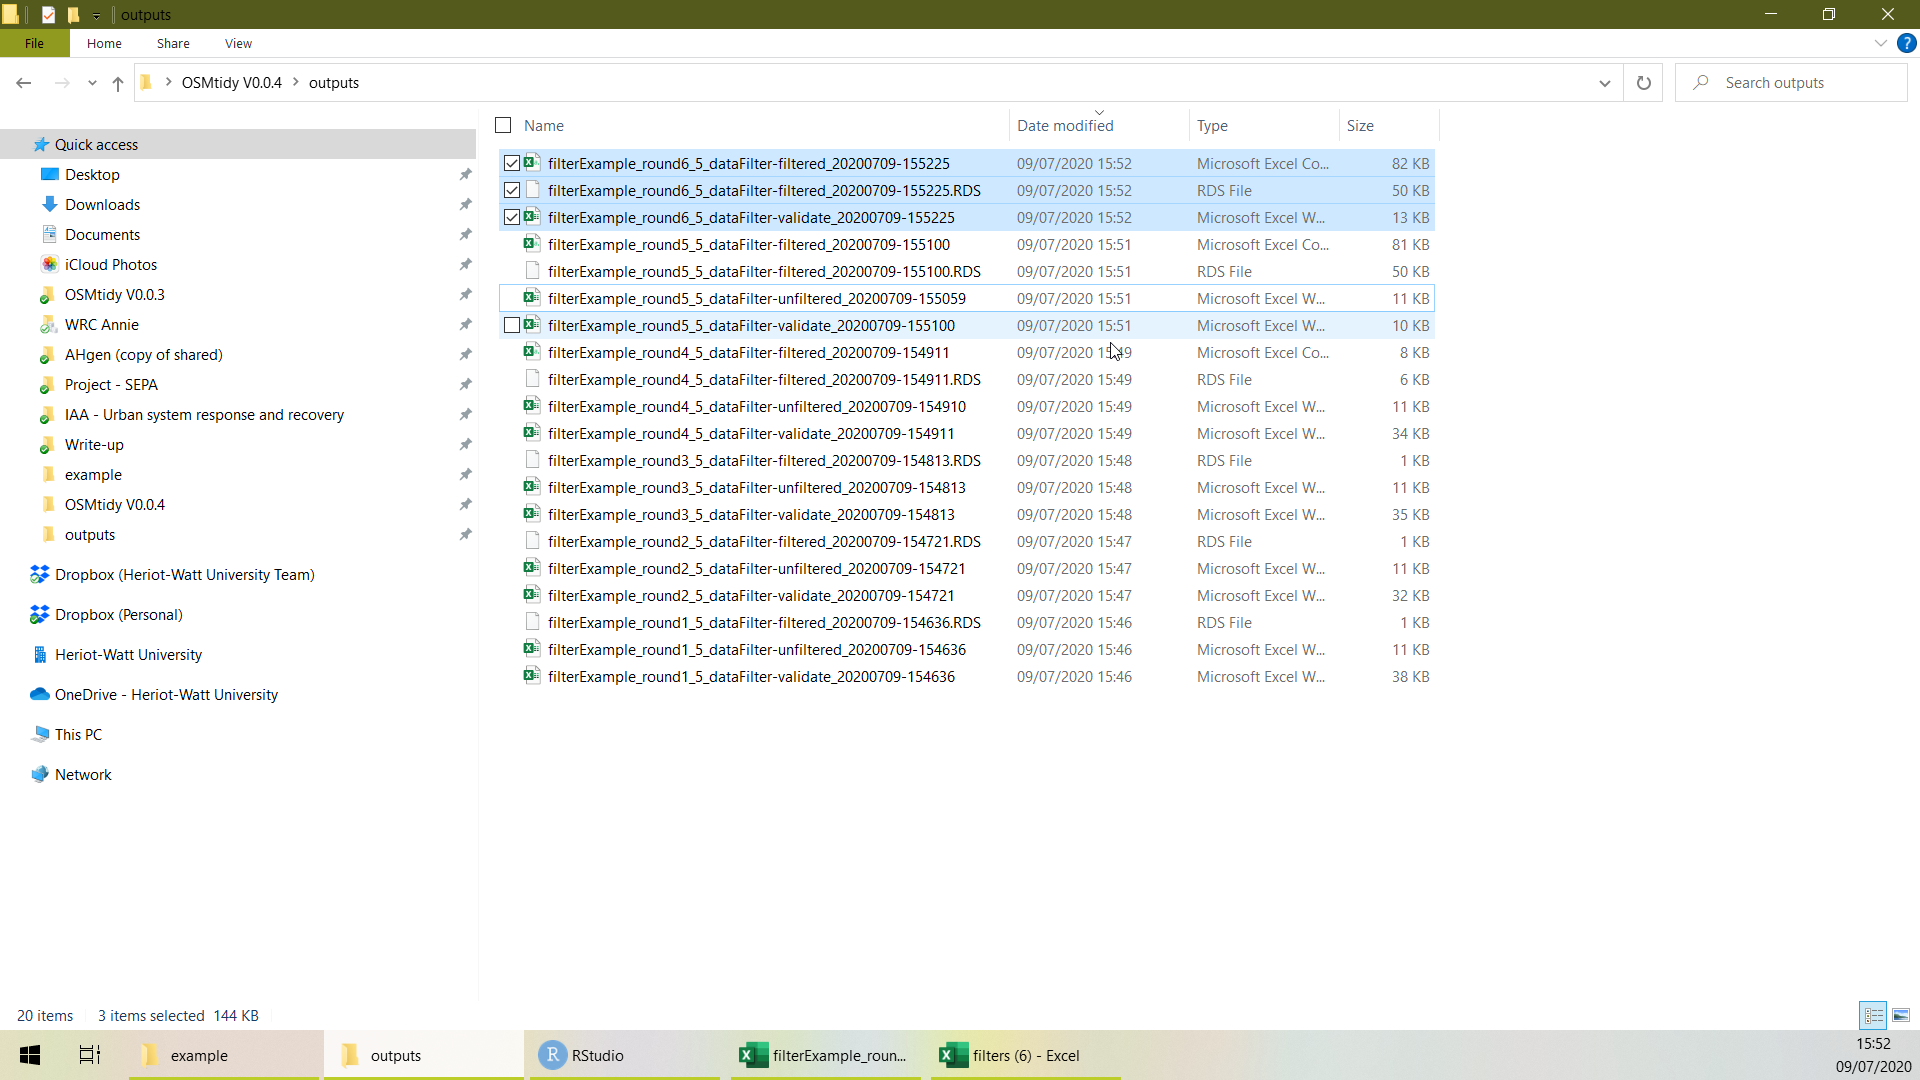 outputs
File Home Share View
?
OSMtidy V0.0.4 outputs
Search outputs
Name Date modified Type Size
Quick access
Desktop
Downloads
Documents
iCloud Photos
OSMtidy V0.0.3
WRC Annie
AHgen (copy of shared)
Project - SEPA
IAA - Urban system response and recovery
Write-up
example
OSMtidy V0.0.4
outputs
Dropbox (Heriot-Watt University Team)
Dropbox (Personal)
Heriot-Watt University
OneDrive - Heriot-Watt University
This PC
Network
filterExample_round6_5_dataFilter-filtered_20200709-155225 09/07/2020 15:52 Microsoft Excel Co... 82 KB
filterExample_round6_5_dataFilter-filtered_20200709-155225.RDS 09/07/2020 15:52 RDS File 50 KB
filterExample_round6_5_dataFilter-validate_20200709-155225 09/07/2020 15:52 Microsoft Excel W... 13 KB
filterExample_round5_5_dataFilter-filtered_20200709-155100 09/07/2020 15:51 Microsoft Excel Co... 81 KB
filterExample_round5_5_dataFilter-filtered_20200709-155100.RDS 09/07/2020 15:51 RDS File 50 KB
filterExample_round5_5_dataFilter-unfiltered_20200709-155059 09/07/2020 15:51 Microsoft Excel W... 11 KB
filterExample_round5_5_dataFilter-validate_20200709-155100 09/07/2020 15:51 Microsoft Excel W... 10 KB
filterExample_round4_5_dataFilter-filtered_20200709-154911 09/07/2020 15:49 Microsoft Excel Co... 8 KB
filterExample_round4_5_dataFilter-filtered_20200709-154911.RDS 09/07/2020 15:49 RDS File 6 KB
filterExample_round4_5_dataFilter-unfiltered_20200709-154910 09/07/2020 15:49 Microsoft Excel W... 11 KB
filterExample_round4_5_dataFilter-validate_20200709-154911 09/07/2020 15:49 Microsoft Excel W... 34 KB
filterExample_round3_5_dataFilter-filtered_20200709-154813.RDS 09/07/2020 15:48 RDS File 1 KB
filterExample_round3_5_dataFilter-unfiltered_20200709-154813 09/07/2020 15:48 Microsoft Excel W... 11 KB
filterExample_round3_5_dataFilter-validate_20200709-154813 09/07/2020 15:48 Microsoft Excel W... 35 KB
filterExample_round2_5_dataFilter-filtered_20200709-154721.RDS 09/07/2020 15:47 RDS File 1 KB
filterExample_round2_5_dataFilter-unfiltered_20200709-154721 09/07/2020 15:47 Microsoft Excel W... 11 KB
filterExample_round2_5_dataFilter-validate_20200709-154721 09/07/2020 15:47 Microsoft Excel W... 32 KB
filterExample_round1_5_dataFilter-filtered_20200709-154636.RDS 09/07/2020 15:46 RDS File 1 KB
filterExample_round1_5_dataFilter-unfiltered_20200709-154636 09/07/2020 15:46 Microsoft Excel W... 11 KB
filterExample_round1_5_dataFilter-validate_20200709-154636 09/07/2020 15:46 Microsoft Excel W... 38 KB
20 items 3 items selected 144 KB
example outputs R RStudio filterExample_roun... filters (6) - Excel
15:52
09/07/2020